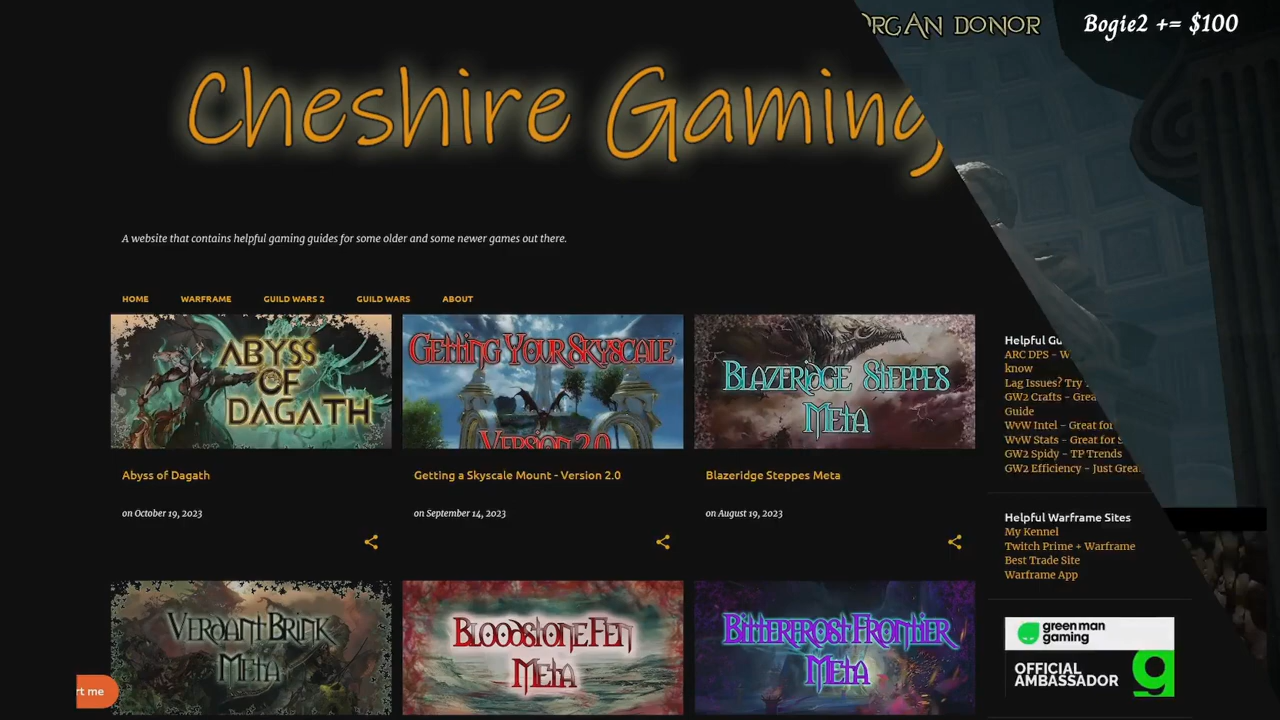 ORGAN DONOR
Bogie2 += $100
Cheshire Gaming
A website that contains helpful gaming guides for some older and some newer games out there.
HOME WARFRAME GUILD WARS 2 GUILD WARS ABOUT
ABYSS
OF
DAGATH
Abyss of Dagath
on October 19, 2023
Getting Your Skyscale
Version 2.0
Getting a Skyscale Mount - Version 2.0
on September 14, 2023
Blazeridge Steppes
Meta
Blazeridge Steppes Meta
on August 19, 2023
Verdant Brink
Meta
Bloodstone Fen
Meta
Bitterfrost Frontier
Meta
rt me
Helpful Gu
ARC DPS - W
know
Lag Issues? Try
GW2 Crafts - Grea
Guide
WvW Intel - Great for
WvW Stats - Great for S
GW2 Spidy - TP Trends
GW2 Efficiency - Just Grea
Helpful Warframe Sites
My Kennel
Twitch Prime + Warframe
Best Trade Site
Warframe App
green man
gaming
OFFICIAL
AMBASSADOR